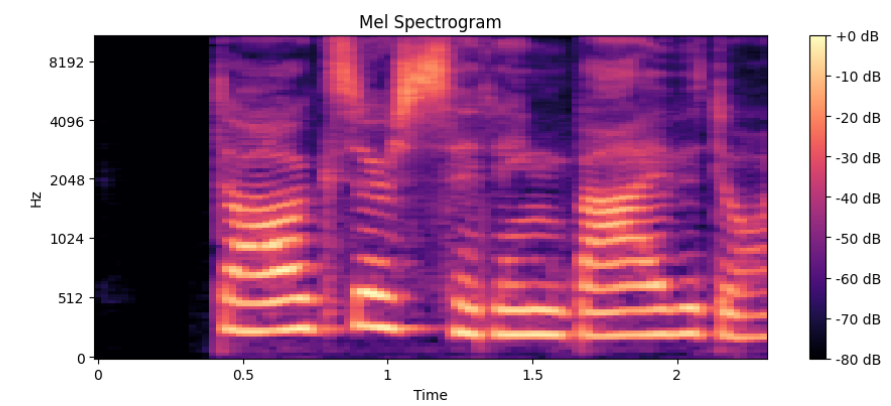 Mel Spectrogram
+0 dB
8192
-10 dB
4096
-20 dB
-30 dB
2048
Hz
-40 dB
1024
-50 dB
512
-60 dB
-70 dB
0
-80 dB
0
0.5
1
1.5
2
Time